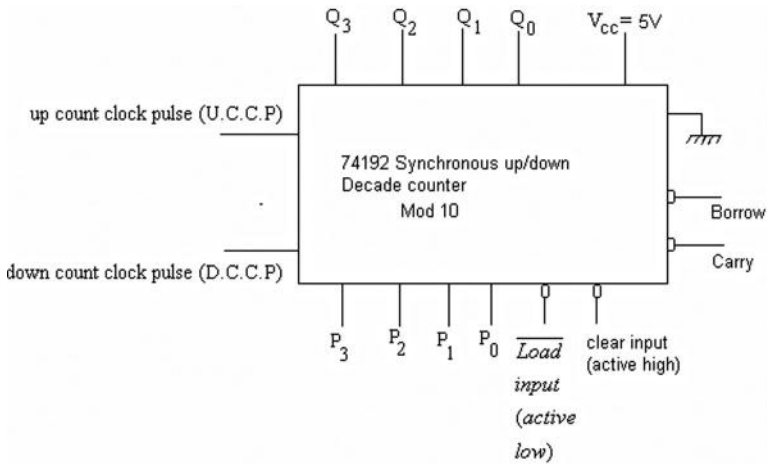 Q3 Q2 Q1 Q0 Vcc= 5V
up count clock pulse (U.C.C.P)
74192 Synchronous up/down
Decade counter
Mod 10
Borrow
down count clock pulse (D.C.C.P)
Carry
P3 P2 P1 P0 Load clear input
(active high)
input
(active
low)